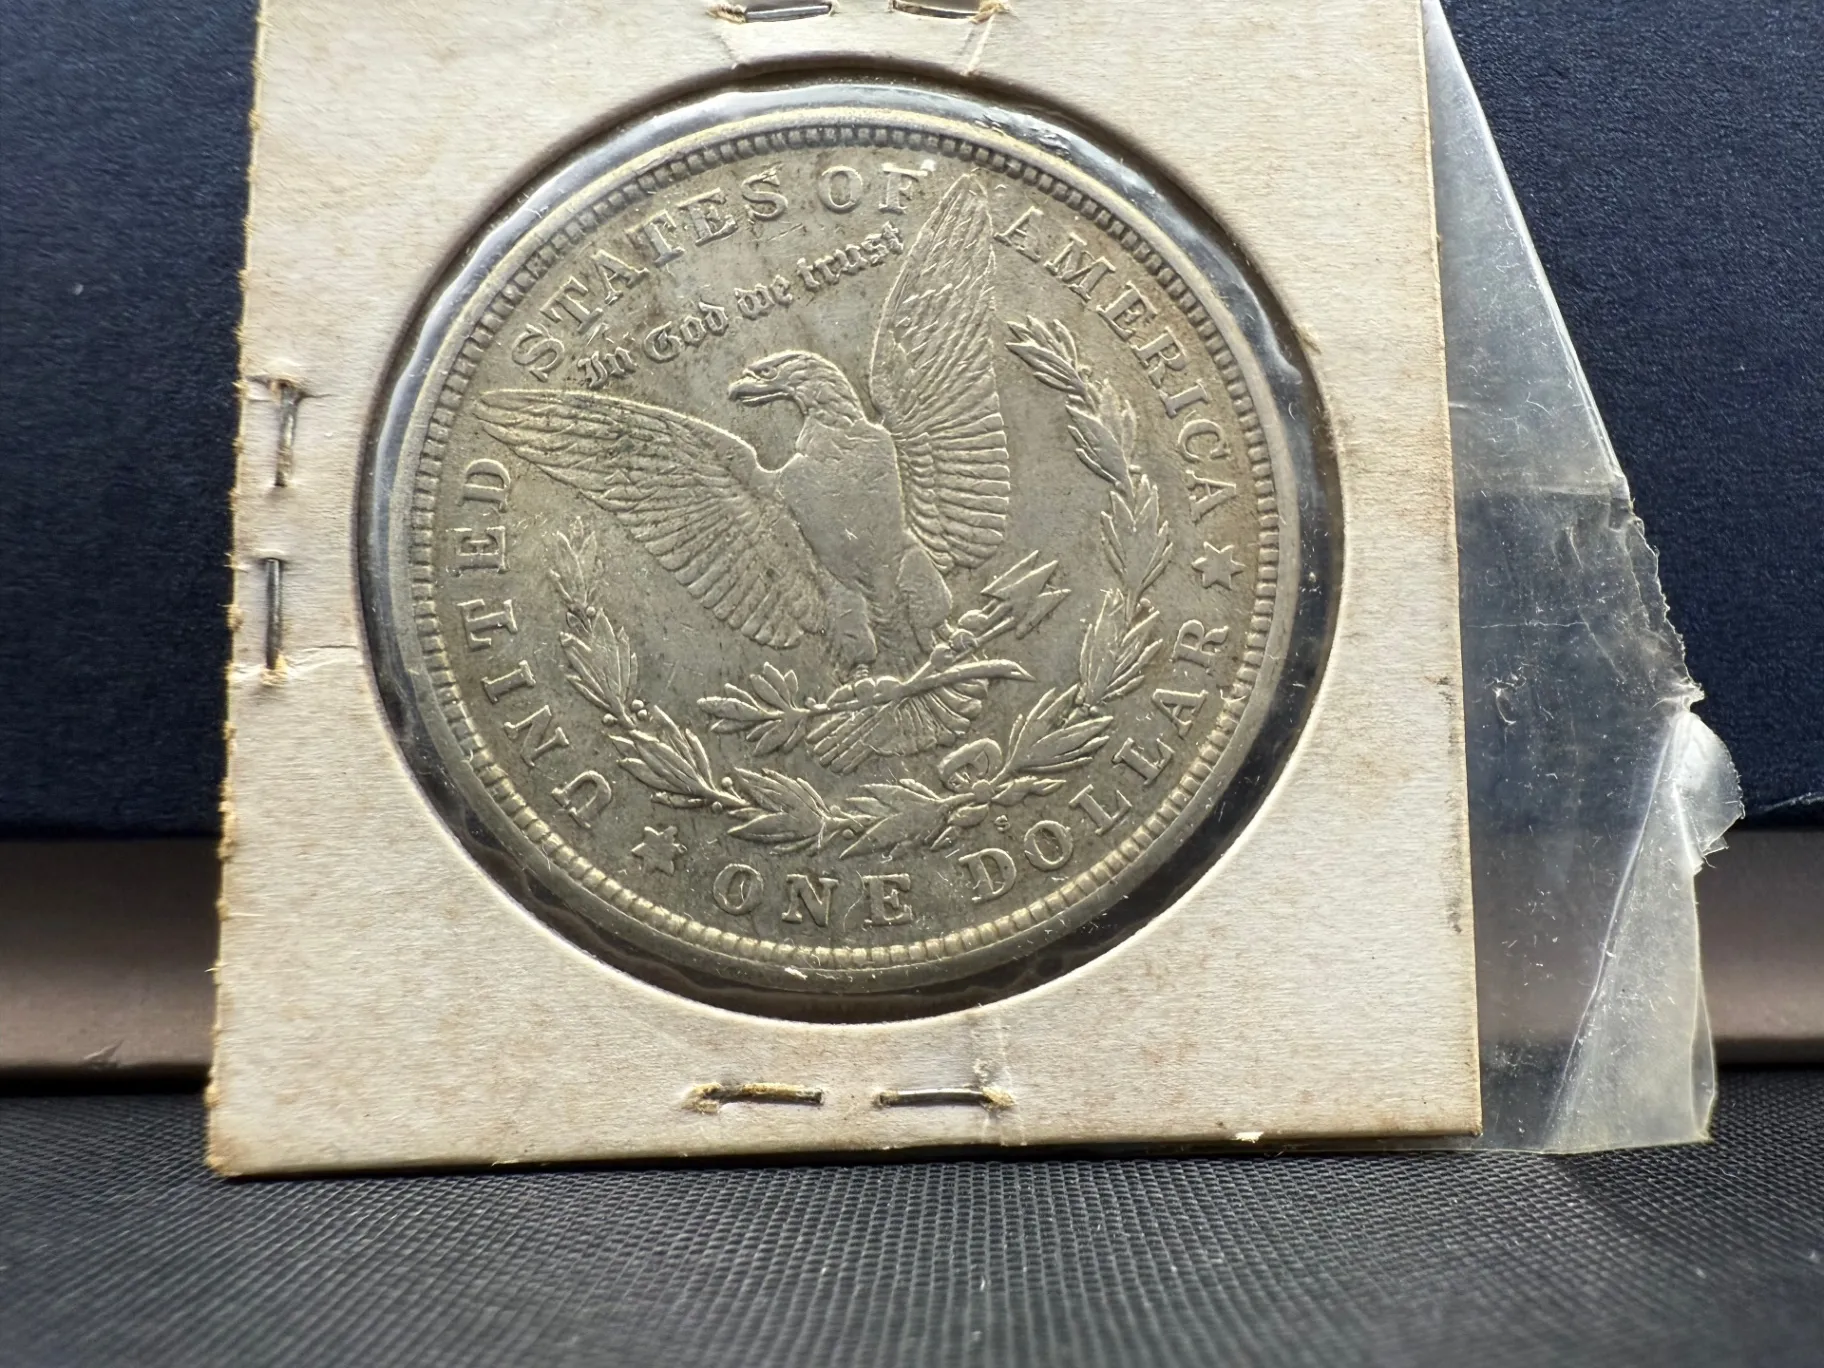 UNITED STATES OF AMERICA
In God we trust
S
ONE DOLLAR